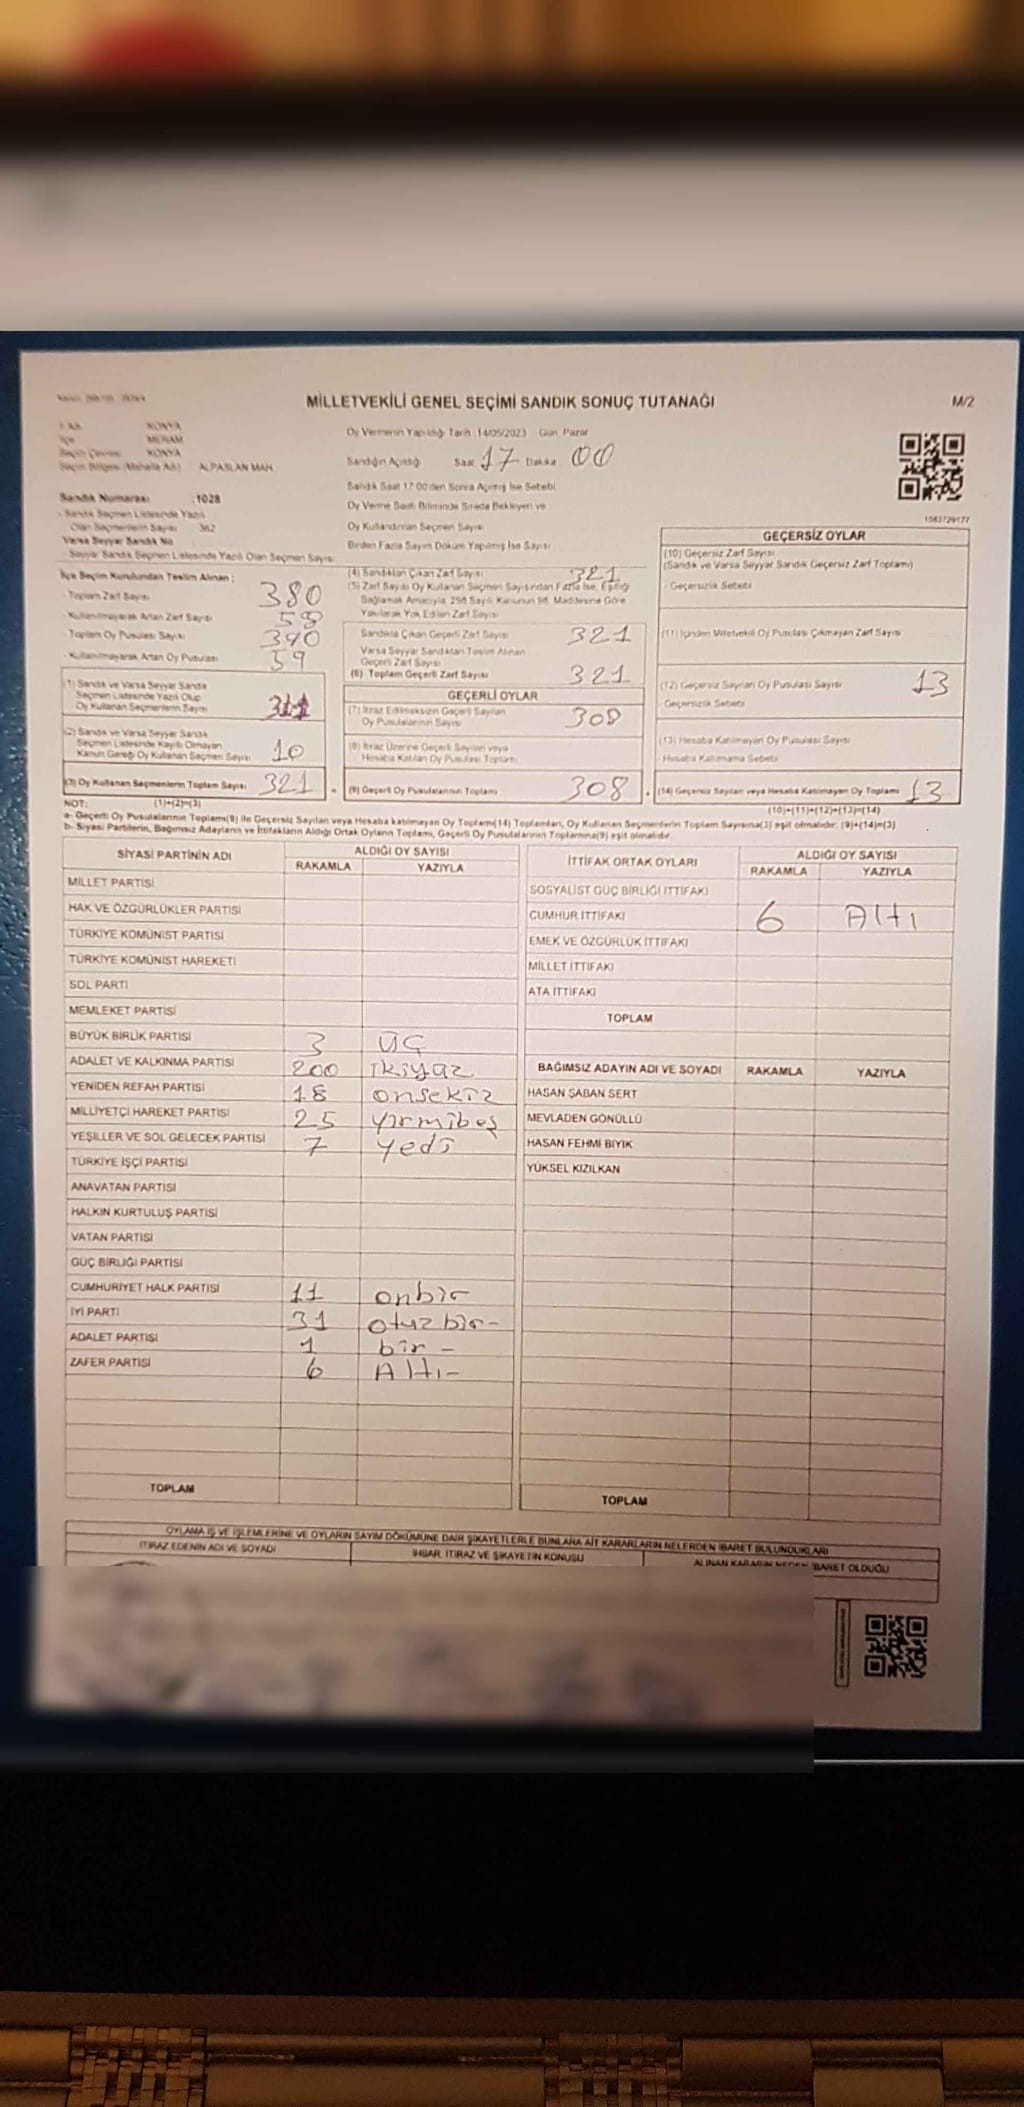 MİLLETVEKİLİ GENEL SEÇİMİ SANDIK SONUÇ TUTANAĞI
M/2
KONYA
İlçe MERAM
Seçim Çevresi KONYA
Seçim Bölgesi (Mahalle Adı) ALPASLAN MAH.
Oy Vermenin Yapıldığı Tarih :14/05/2023 Gün: Pazar
Sandığın Açıldığı Saat 17 Dakika 00
Sandık Saat 17:00'den Sonra Açılmış İse Sebebi
Oy Verme Saati Bitiminde Sırada Bekleyen ve
Oy Kullandırılan Seçmen Sayısı
Birden Fazla Sayım Döküm Yapılmış İse Sayısı
Sandık Numarası :1028
- Sandık Seçmen Listesinde Yazılı
Olan Seçmenlerin Sayısı 362
Varsa Seyyar Sandık No
- Seyyar Sandık Seçmen Listesinde Yazılı Olan Seçmen Sayısı
İlçe Seçim Kurulundan Teslim Alınan ;
- Toplam Zarf Sayısı 380
- Kullanılmayarak Artan Zarf Sayısı 59
- Toplam Oy Pusulası Sayısı
- Kullanılmayarak Artan Oy Pusulası 59
(1) Sandık ve Varsa Seyyar Sandık
Seçmen Listesinde Yazılı Olup
Oy Kullanan Seçmenlerin Sayısı 311
(2) Sandık ve Varsa Seyyar Sandık
Seçmen Listesinde Kayıtlı Olmayan
Kanun Gereği Oy Kullanan Seçmen Sayısı 10
(3) Oy Kullanan Seçmenlerin Toplam Sayısı 321
(4) Sandıktan Çıkan Zarf Sayısı 321
(5) Zarf Sayısı Oy Kullanan Seçmen Sayısından Fazla İse, Eşitliği
Sağlamak Amacıyla, 298 Sayılı Kanunun 98. Maddesine Göre
Yakılarak Yok Edilen Zarf Sayısı
Sandıkta Çıkan Geçerli Zarf Sayısı 321
Varsa Seyyar Sandıktan Teslim Alınan
Geçerli Zarf Sayısı
(6) Toplam Geçerli Zarf Sayısı 321
GEÇERLİ OYLAR
(7) İtiraz Edilmeksizin Geçerli Sayılan
Oy Pusulalarının Sayısı 308
(8) İtiraz Üzerine Geçerli Sayılan veya
Hesaba Katılan Oy Pusulası Toplamı
(9) Geçerli Oy Pusulalarının Toplamı 308
1083729177
GEÇERSİZ OYLAR
(10) Geçersiz Zarf Sayısı
(Sandık ve Varsa Seyyar Sandık Geçersiz Zarf Toplamı)
- Geçersizlik Sebebi
(11) İçinden Milletvekili Oy Pusulası Çıkmayan Zarf Sayısı
(12) Geçersiz Sayılan Oy Pusulası Sayısı 13
- Geçersizlik Sebebi
(13) Hesaba Katılmayan Oy Pusulası Sayısı
- Hesaba Katılmama Sebebi
(14) Geçersiz Sayılan veya Hesaba Katılmayan Oy Toplamı 13
NOT: (1)+(2)=(3) (10)+(11)+(12)+(13)=(14)
a- Geçerli Oy Pusulalarının Toplamı(9) ile Geçersiz Sayılan veya Hesaba katılmayan Oy Toplamı(14) Toplamları, Oy Kullanan Seçmenlerin Toplam Sayısına(3) eşit olmalıdır. (9)+(14)=(3)
b- Siyasi Partilerin, Bağımsız Adayların ve İttifakların Aldığı Ortak Oyların Toplamı, Geçerli Oy Pusulalarının Toplamına(9) eşit olmalıdır.
SİYASİ PARTİNİN ADI ALDIĞI OY SAYISI
RAKAMLA YAZIYLA
MİLLET PARTİSİ
HAK VE ÖZGÜRLÜKLER PARTİSİ
TÜRKİYE KOMÜNİST PARTİSİ
TÜRKİYE KOMÜNİST HAREKETİ
SOL PARTİ
MEMLEKET PARTİSİ
BÜYÜK BİRLİK PARTİSİ 3 ÜÇ
ADALET VE KALKINMA PARTİSİ 200 ikiyüz
YENİDEN REFAH PARTİSİ 18 onsekiz
MİLLİYETÇİ HAREKET PARTİSİ 25 yirmibeş
YEŞİLLER VE SOL GELECEK PARTİSİ 7 yedi
TÜRKİYE İŞÇİ PARTİSİ
ANAVATAN PARTİSİ
HALKIN KURTULUŞ PARTİSİ
VATAN PARTİSİ
GÜÇ BİRLİĞİ PARTİSİ
CUMHURİYET HALK PARTİSİ 11 onbir
İYİ PARTİ 31 otuzbir-
ADALET PARTİSİ 1 bir -
ZAFER PARTİSİ 6 Altı-
TOPLAM
İTTİFAK ORTAK OYLARI ALDIĞI OY SAYISI
RAKAMLA YAZIYLA
SOSYALİST GÜÇ BİRLİĞİ İTTİFAKI
CUMHUR İTTİFAKI 6 Altı
EMEK VE ÖZGÜRLÜK İTTİFAKI
MİLLET İTTİFAKI
ATA İTTİFAKI
TOPLAM
BAĞIMSIZ ADAYIN ADI VE SOYADI RAKAMLA YAZIYLA
HASAN ŞABAN SERT
MEVLADEN GÖNÜLLÜ
HASAN FEHMİ BIYIK
YÜKSEL KIZILKAN
TOPLAM
OYLAMA İŞ VE İŞLEMLERİNE VE OYLARIN SAYIM DÖKÜMÜNE DAİR ŞİKAYETLERLE BUNLARA AİT KARARLARIN NELERDEN İBARET BULUNDUKLARI
İTİRAZ EDENİN ADI VE SOYADI
İHBAR, İTİRAZ VE ŞİKAYETİN KONUSU
ALINAN KARARIN NEDEN İBARET OLDUĞU